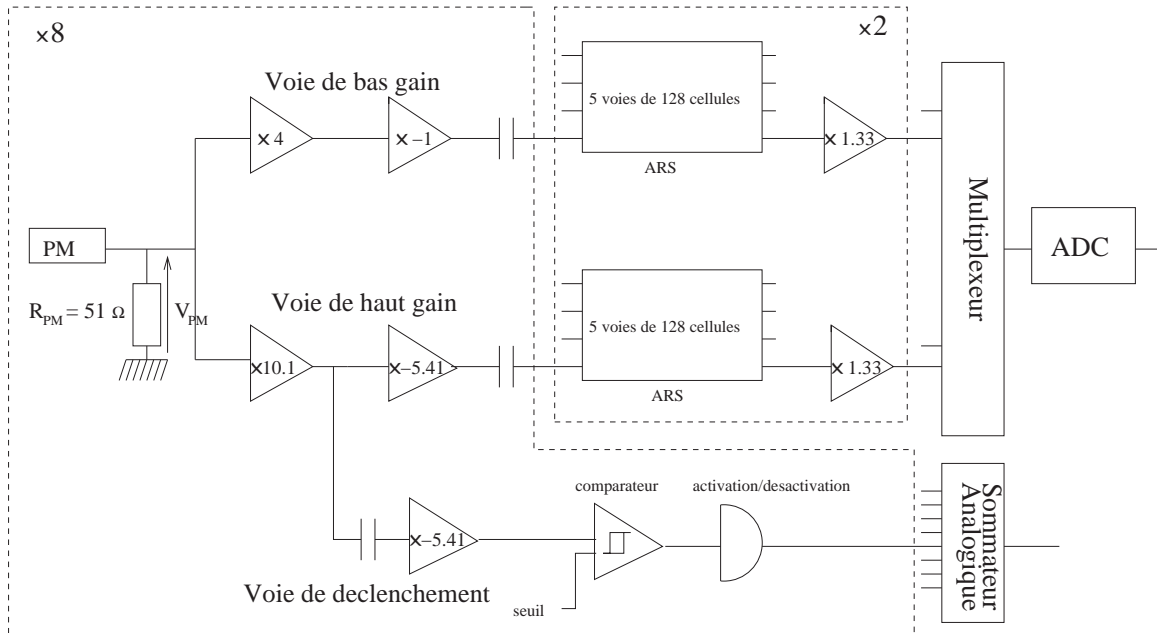 ×8
×2
Voie de bas gain
×4
×−1
5 voies de 128 cellules
ARS
×1.33
PM
R_PM = 51 Ω
V_PM
Voie de haut gain
×10.1
×−5.41
5 voies de 128 cellules
ARS
×1.33
Multiplexeur
ADC
comparateur
activation/desactivation
×−5.41
Voie de declenchement
seuil
Sommateur
Analogique